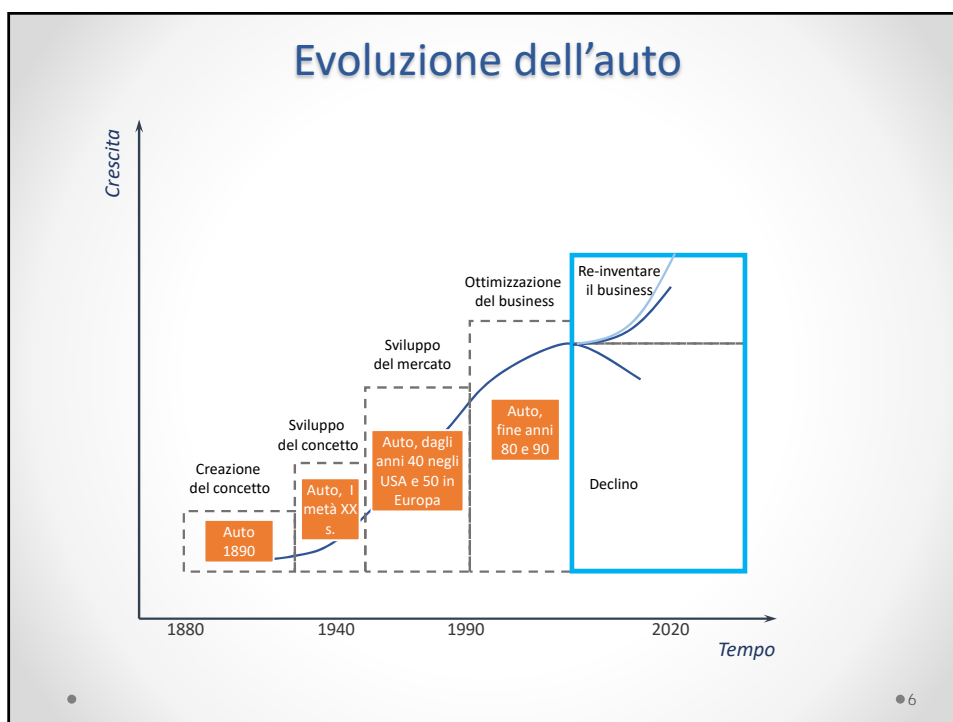 Evoluzione dell’auto
Crescita
Re-inventare
il business
Ottimizzazione
del business
Sviluppo
del mercato
Sviluppo
del concetto
Creazione
del concetto
Auto
1890
Auto, I
metà XX
s.
Auto, dagli
anni 40 negli
USA e 50 in
Europa
Auto,
fine anni
80 e 90
Declino
1880 1940 1990 2020
Tempo
6